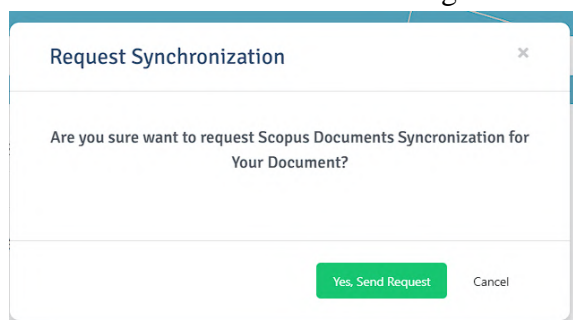 Request Synchronization ×
Are you sure want to request Scopus Documents Syncronization for
Your Document?
Yes, Send Request Cancel